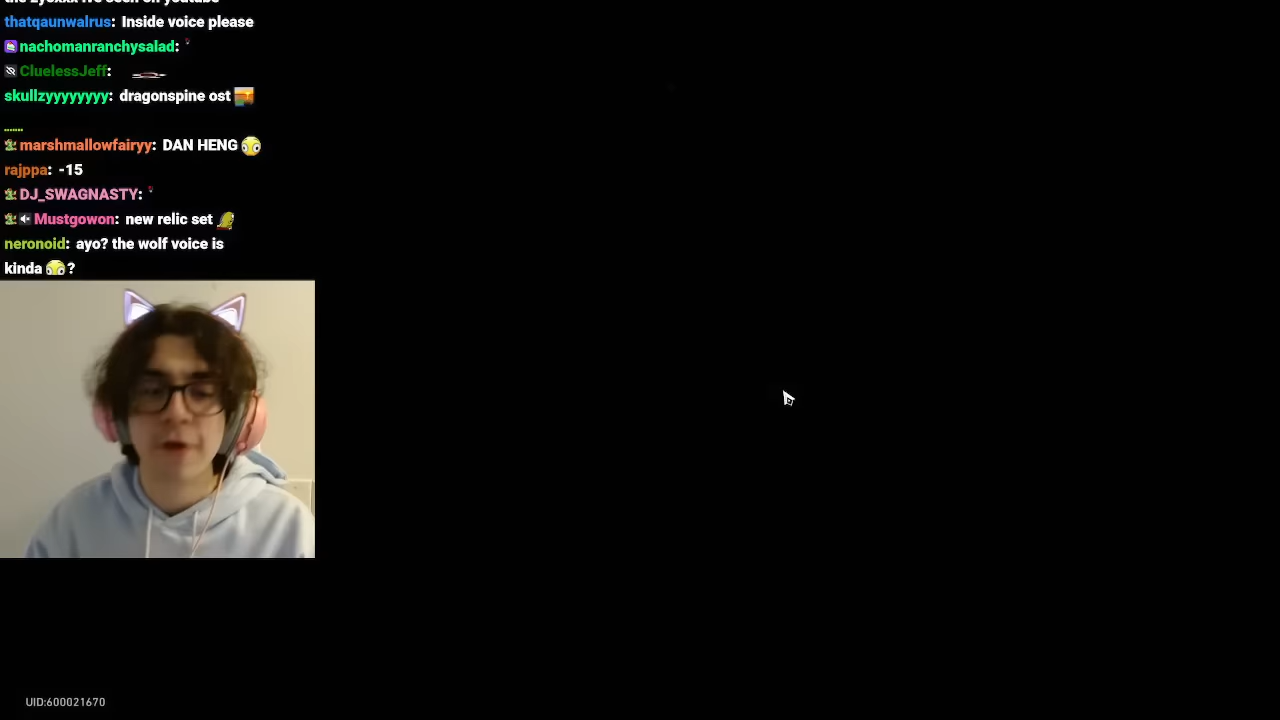 thatqaunwalrus: Inside voice please
nachomanranchysalad:
CluelessJeff:
skullzyyyyyyyy: dragonspine ost
......
marshmallowfairyy: DAN HENG
rajppa: -15
DJ_SWAGNASTY:
Mustgowon: new relic set
neronoid: ayo? the wolf voice is
kinda ?
UID:600021670